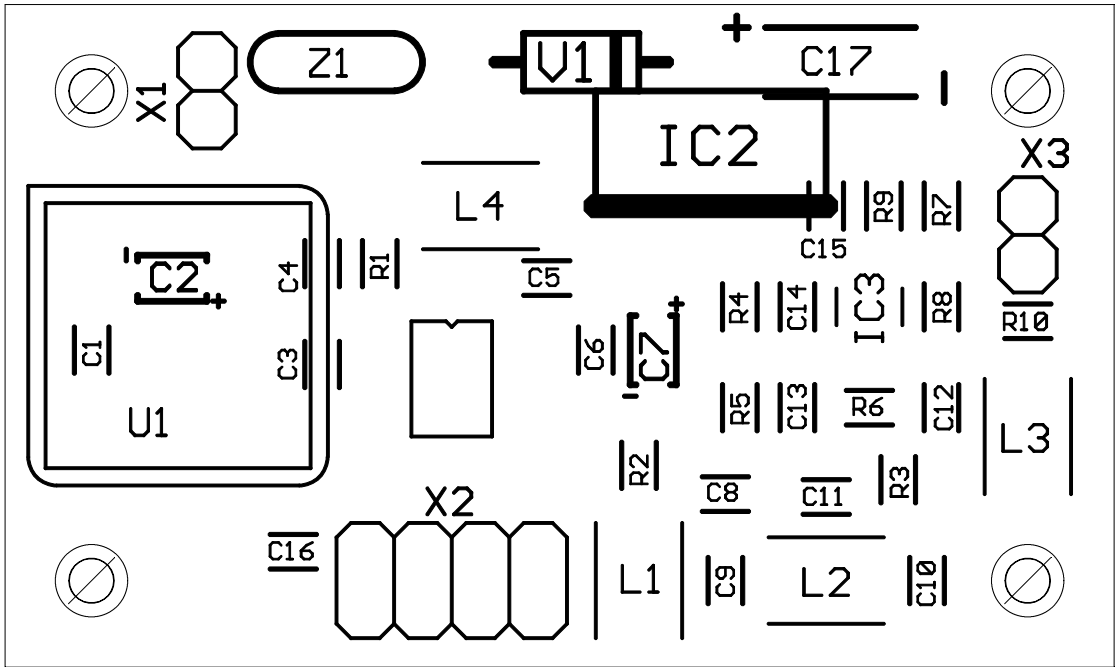 +
Z1
V1
C17
X1
-
IC2
X3
L4
R9
R7
C15
C2
-
+
C4
R1
C5
C1
C3
C6
C7
+
-
R4
C14
IC3
R8
R10
U1
R5
C13
R6
C12
L3
R2
C8
C11
R3
X2
C16
L1
C9
L2
C10